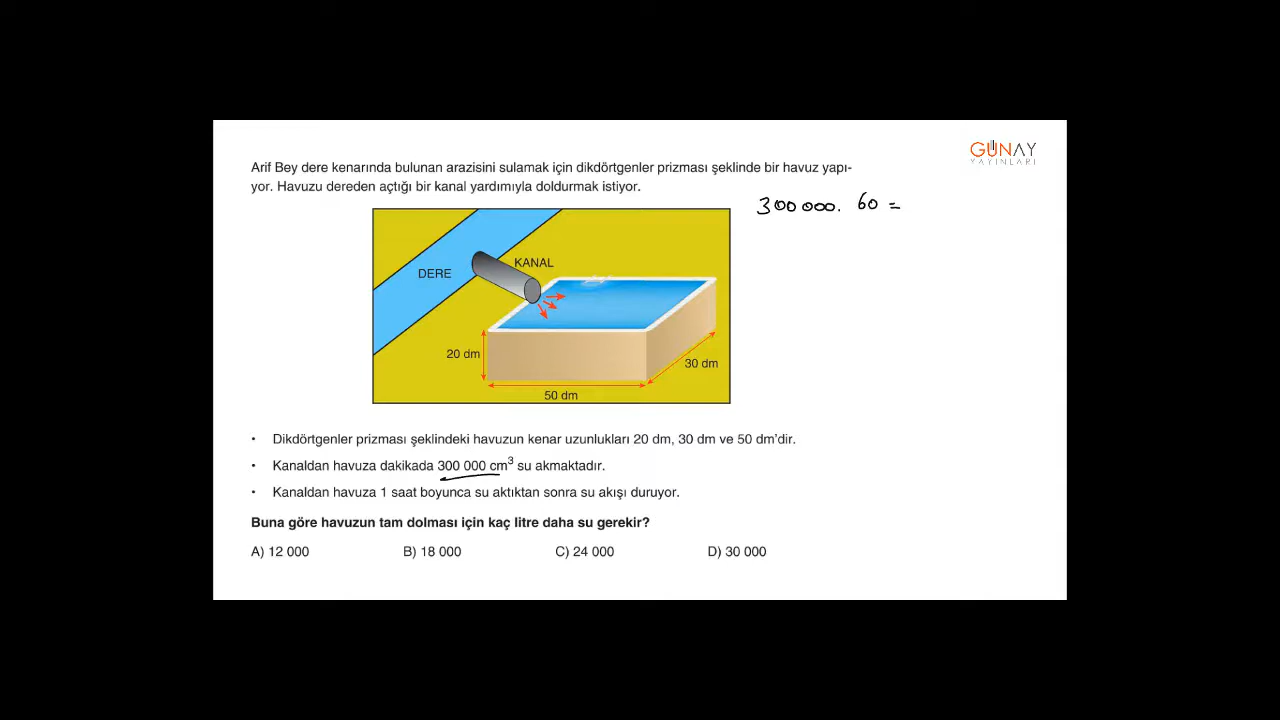 GÜNAY
YAYINLARI
Arif Bey dere kenarında bulunan arazisini sulamak için dikdörtgenler prizması şeklinde bir havuz yapı-
yor. Havuzu dereden açtığı bir kanal yardımıyla doldurmak istiyor.
300 000. 60 =
DERE
KANAL
20 dm
30 dm
50 dm
• Dikdörtgenler prizması şeklindeki havuzun kenar uzunlukları 20 dm, 30 dm ve 50 dm'dir.
• Kanaldan havuza dakikada 300 000 cm³ su akmaktadır.
• Kanaldan havuza 1 saat boyunca su aktıktan sonra su akışı duruyor.
Buna göre havuzun tam dolması için kaç litre daha su gerekir?
A) 12 000 B) 18 000 C) 24 000 D) 30 000